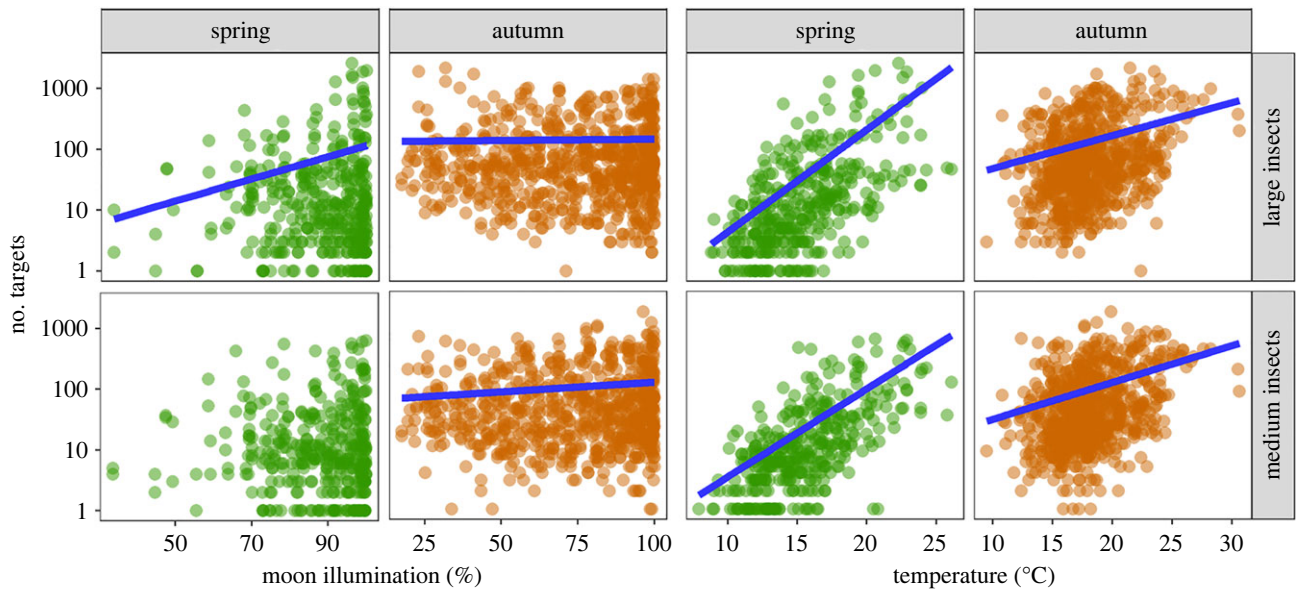 spring autumn spring autumn
no. targets
1000
100
10
1
large insects
1000
100
10
1
medium insects
50 70 90 25 50 75 100 10 15 20 25 10 15 20 25 30
moon illumination (%) temperature (°C)